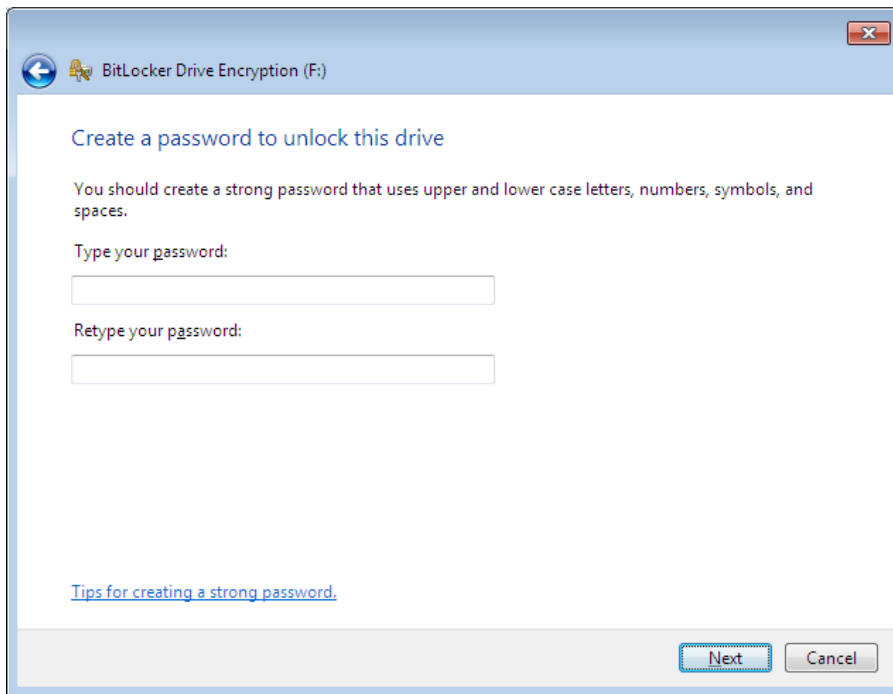 BitLocker Drive Encryption (F:)
Create a password to unlock this drive
You should create a strong password that uses upper and lower case letters, numbers, symbols, and
spaces.
Type your password:
Retype your password:
Tips for creating a strong password.
Next Cancel